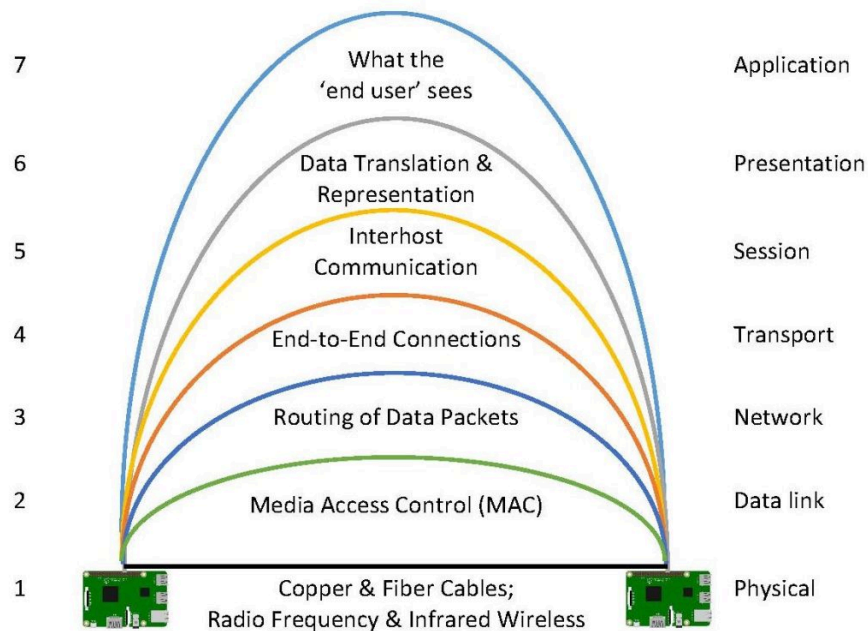 7
What the
'end user' sees
Application
6
Data Translation &
Representation
Presentation
5
Interhost
Communication
Session
4
End-to-End Connections
Transport
3
Routing of Data Packets
Network
2
Media Access Control (MAC)
Data link
1
Copper & Fiber Cables;
Radio Frequency & Infrared Wireless
Physical